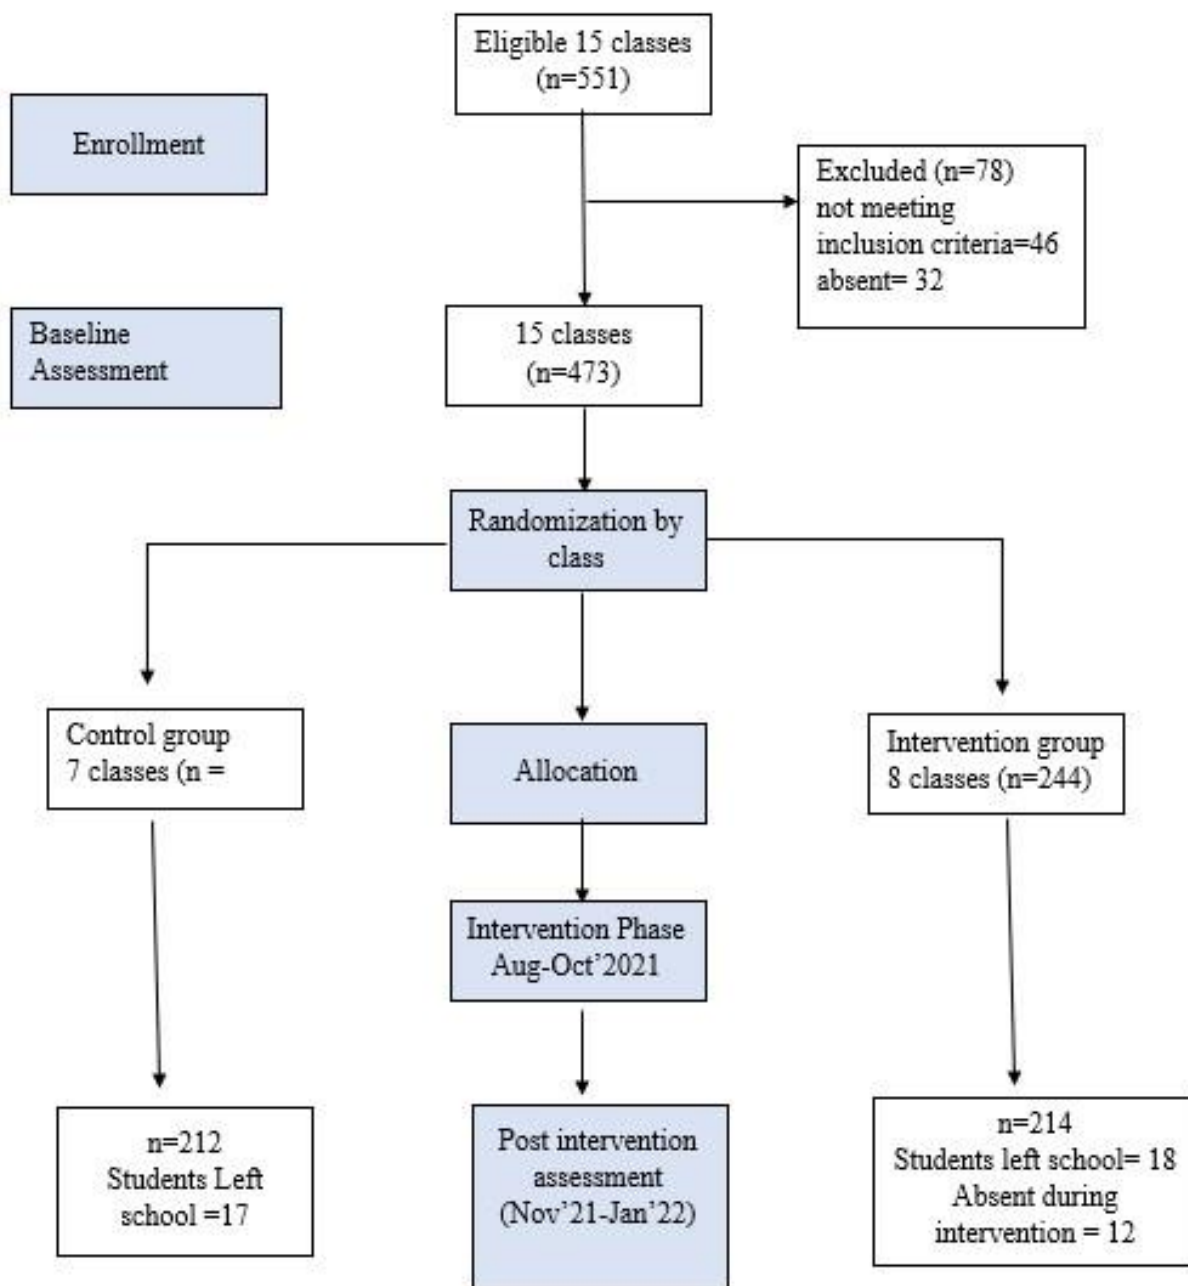 Eligible 15 classes
(n=551)
Enrollment
Excluded (n=78)
not meeting
inclusion criteria=46
absent= 32
Baseline
Assessment
15 classes
(n=473)
Randomization by
class
Control group
7 classes (n =
Allocation
Intervention group
8 classes (n=244)
Intervention Phase
Aug-Oct’2021
n=212
Students Left
school =17
Post intervention
assessment
(Nov’21-Jan’22)
n=214
Students left school= 18
Absent during
intervention = 12